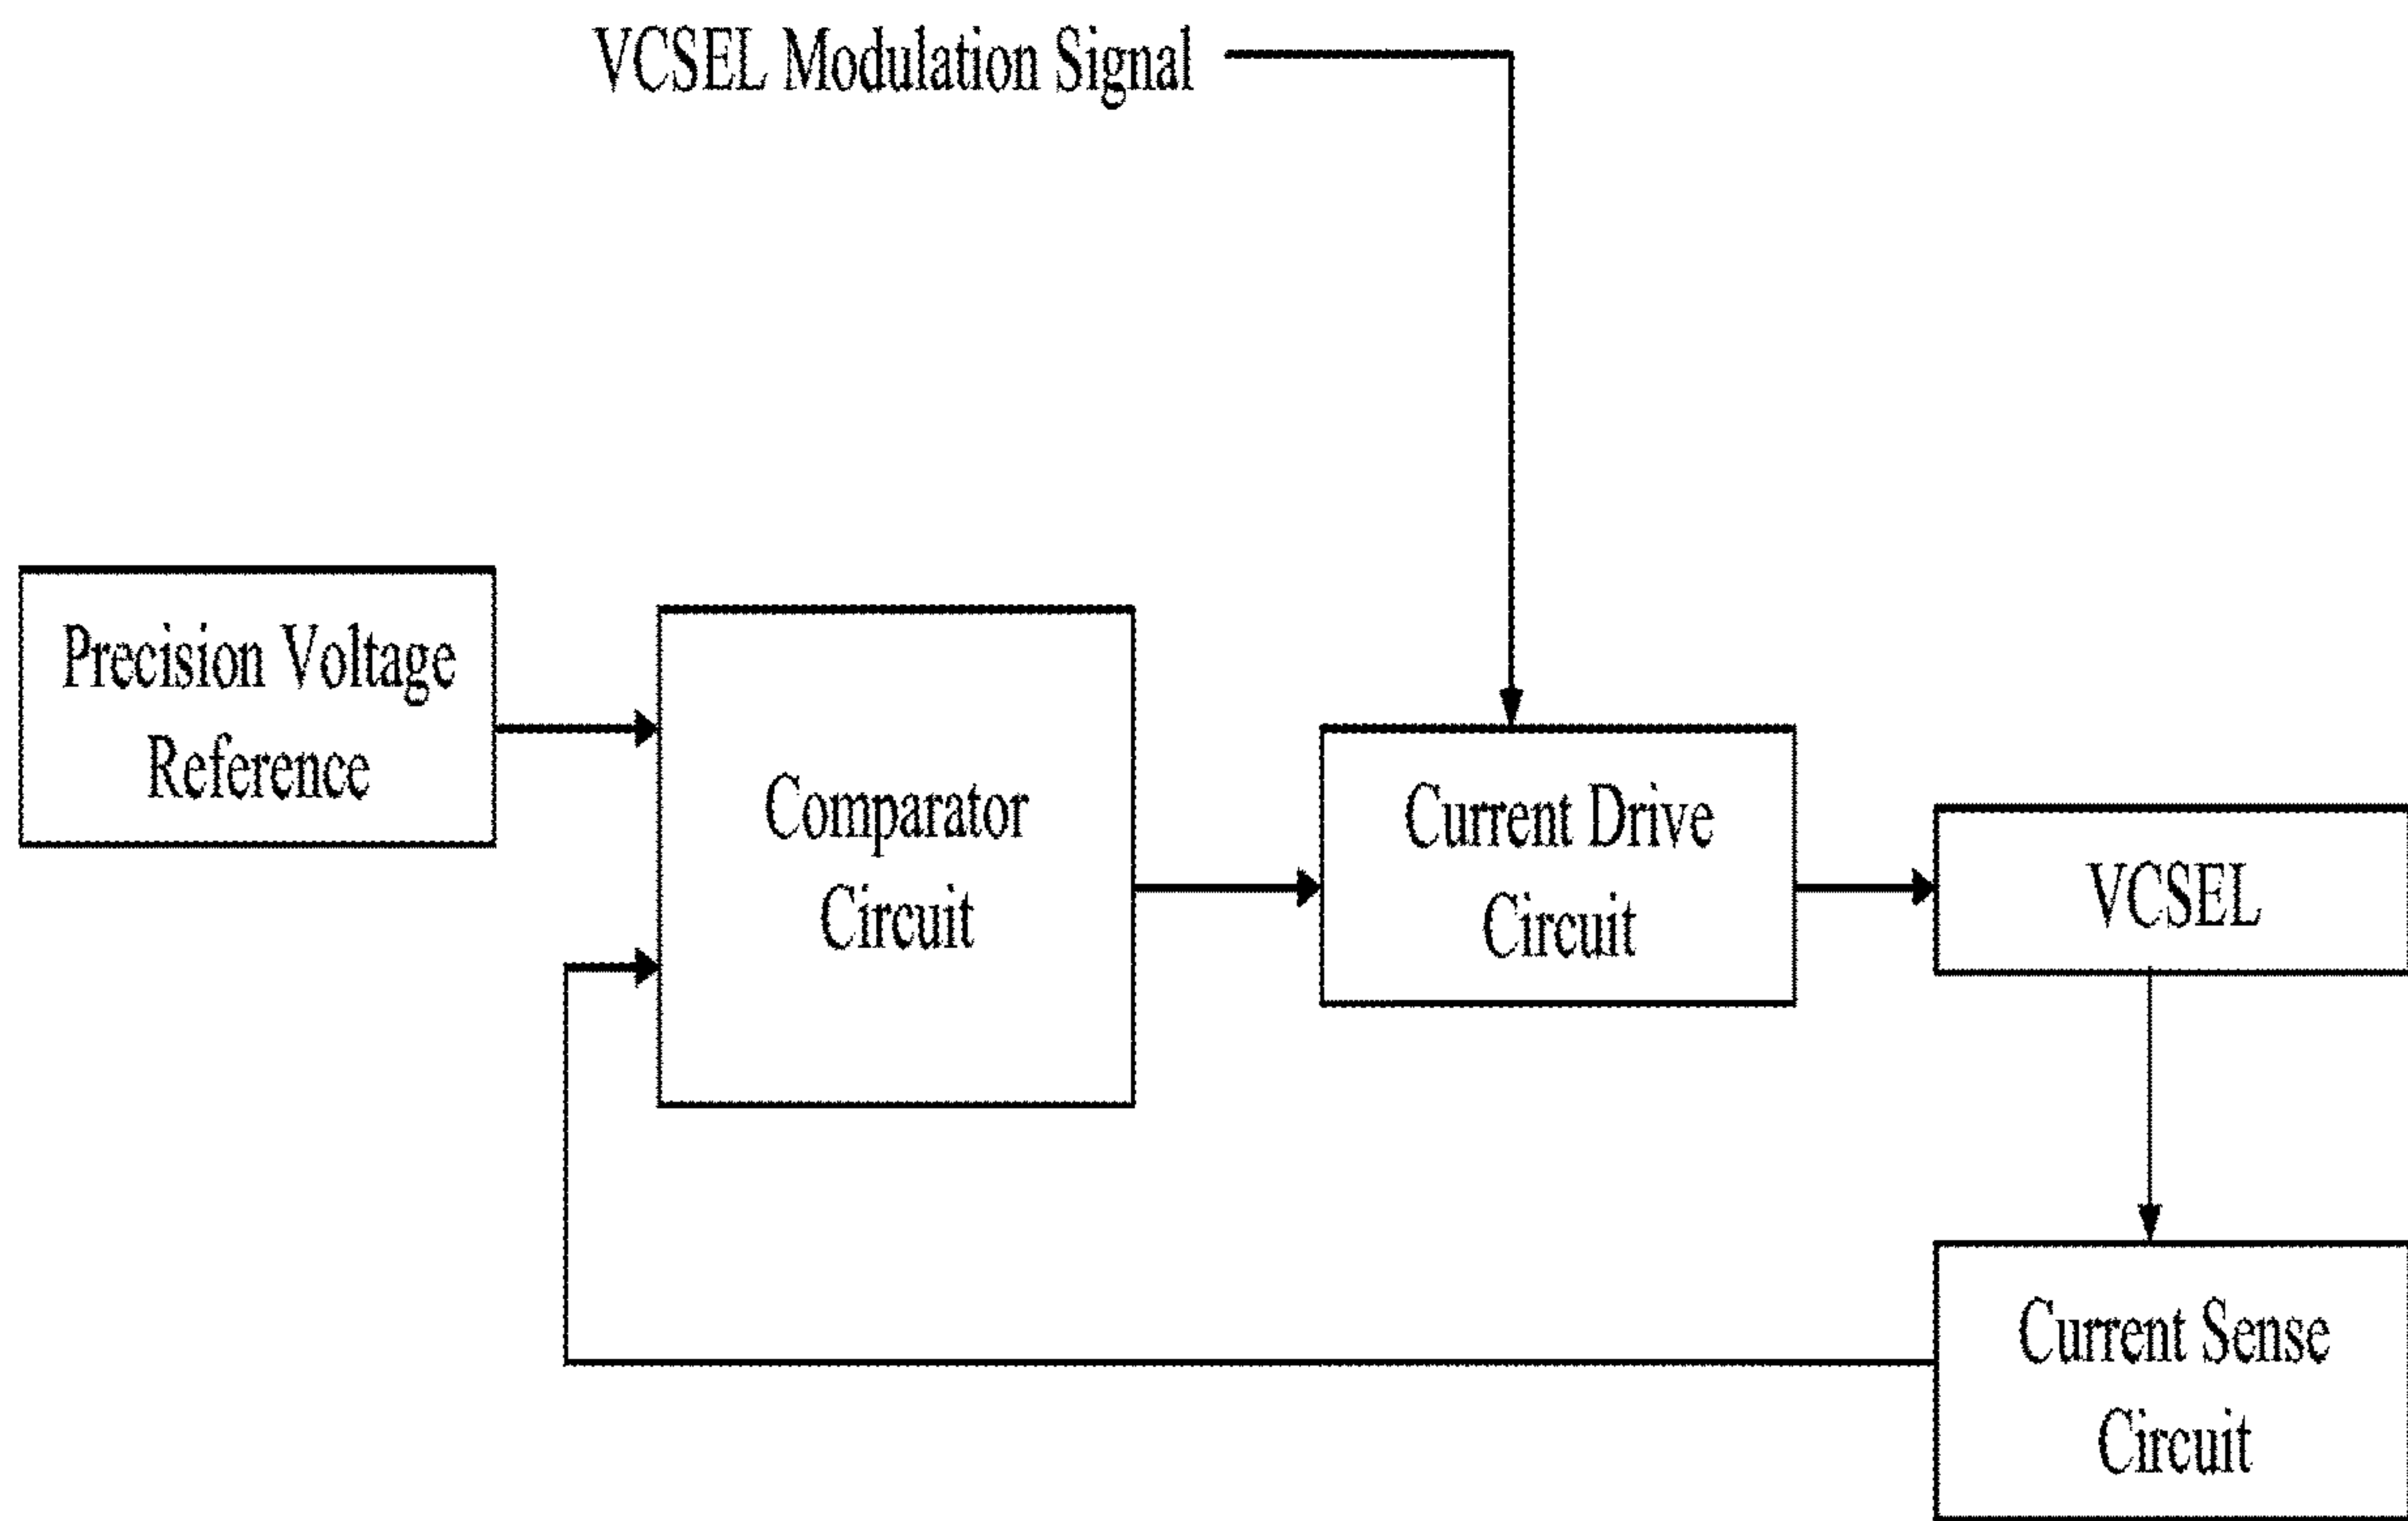 VCSEL Modulation Signal
Precision Voltage
Reference
Comparator
Circuit
Current Drive
Circuit
VCSEL
Current Sense
Circuit